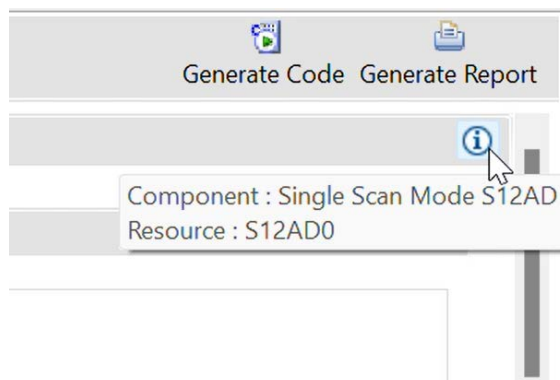 Generate Code Generate Report
Component : Single Scan Mode S12AD
Resource : S12AD0